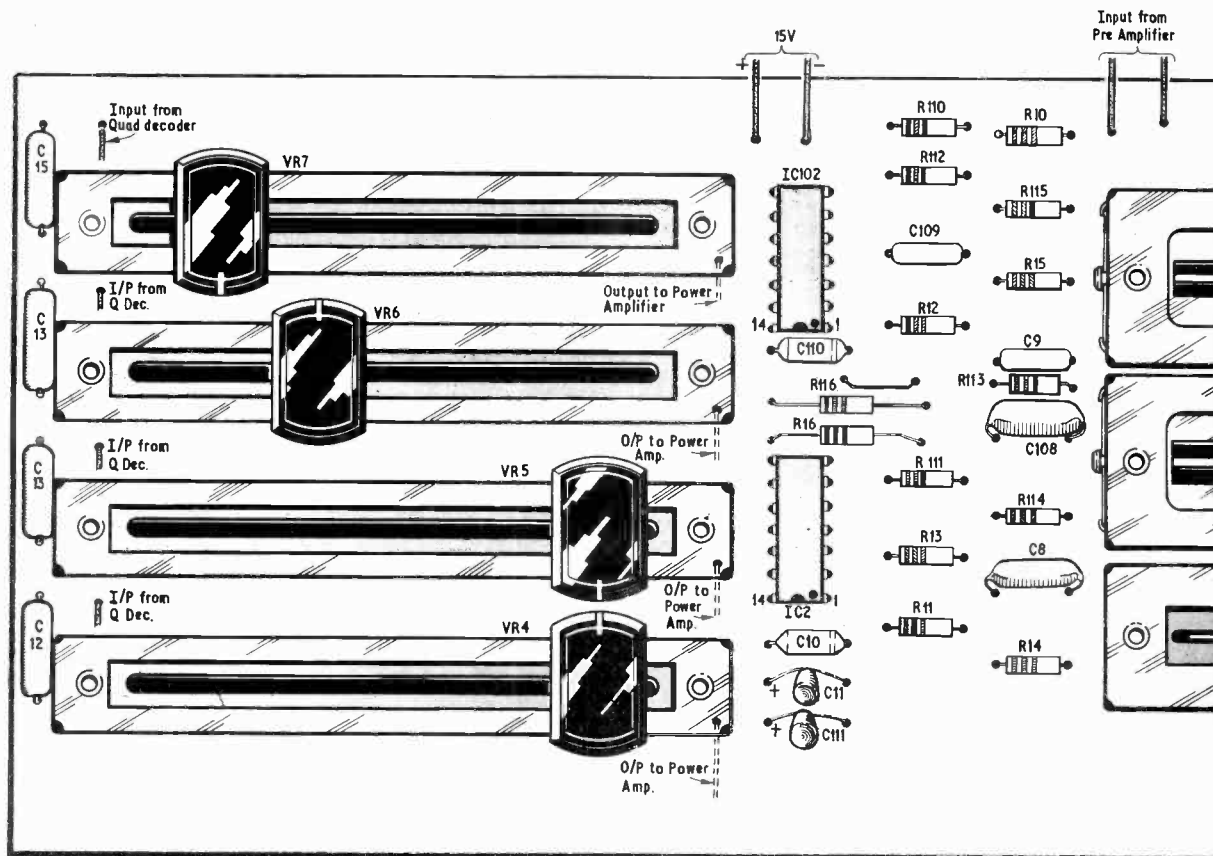 Input from
Pre Amplifier
15V
+ −
Input from
Quad decoder
C
15
VR7
R110
R10
R112
IC102
R115
C109
R15
I/P from
Q Dec.
Output to Power
Amplifier
C
13
VR6
14 1
R12
C110
C9
R113
R116
C108
R16
O/P to Power
Amp.
I/P from
Q Dec.
C
13
VR5
R111
R114
R13
C8
14 1
IC2
O/P to
Power
Amp.
I/P from
Q Dec.
C
12
VR4
R11
C10
R14
+ C11
+ C111
O/P to Power
Amp.